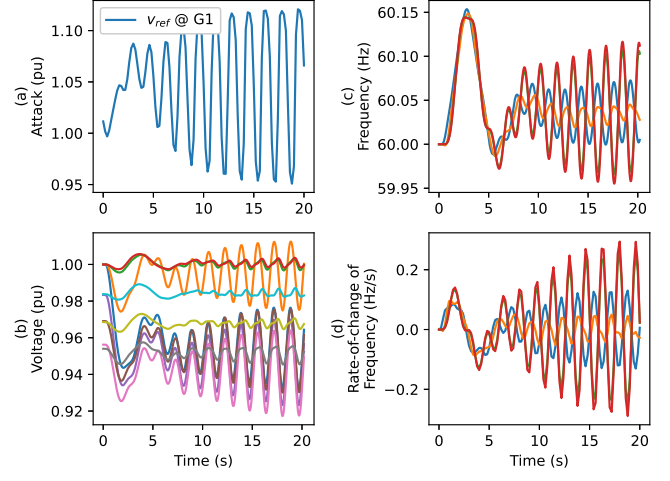 v_ref @ G1
1.10
1.05
1.00
0.95
(a)
Attack (pu)
0 5 10 15 20
60.15
60.10
60.05
60.00
59.95
(c)
Frequency (Hz)
0 5 10 15 20
1.00
0.98
0.96
0.94
0.92
(b)
Voltage (pu)
0 5 10 15 20
Time (s)
0.2
0.0
−0.2
(d)
Rate-of-change of
Frequency (Hz/s)
0 5 10 15 20
Time (s)